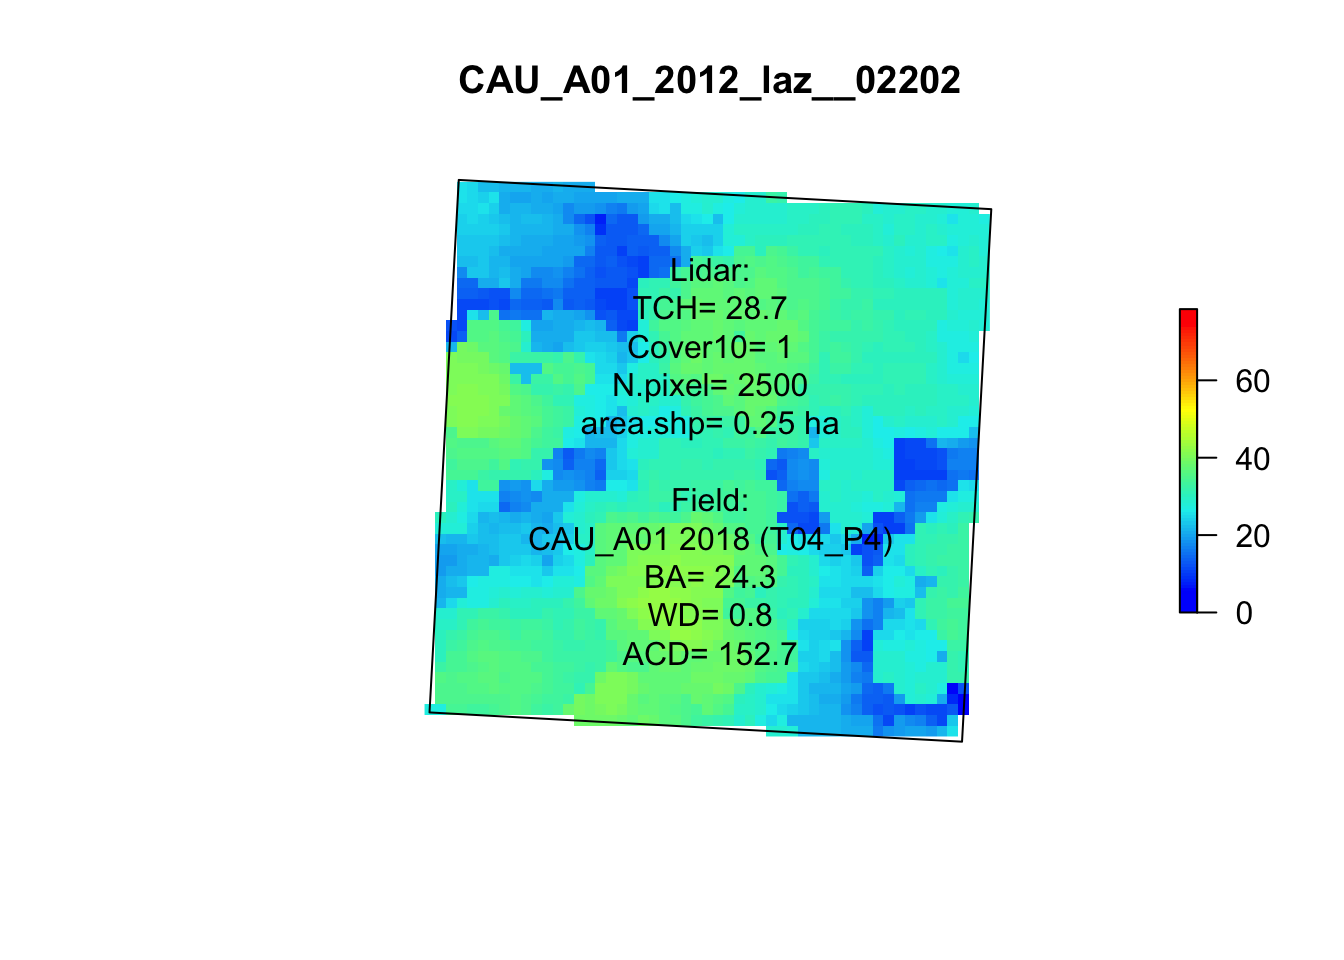 CAU_A01_2012_laz__02202
Lidar:
TCH= 28.7
Cover10= 1
N.pixel= 2500
area.shp= 0.25 ha
Field:
CAU_A01 2018 (T04_P4)
BA= 24.3
WD= 0.8
ACD= 152.7
60
40
20
0